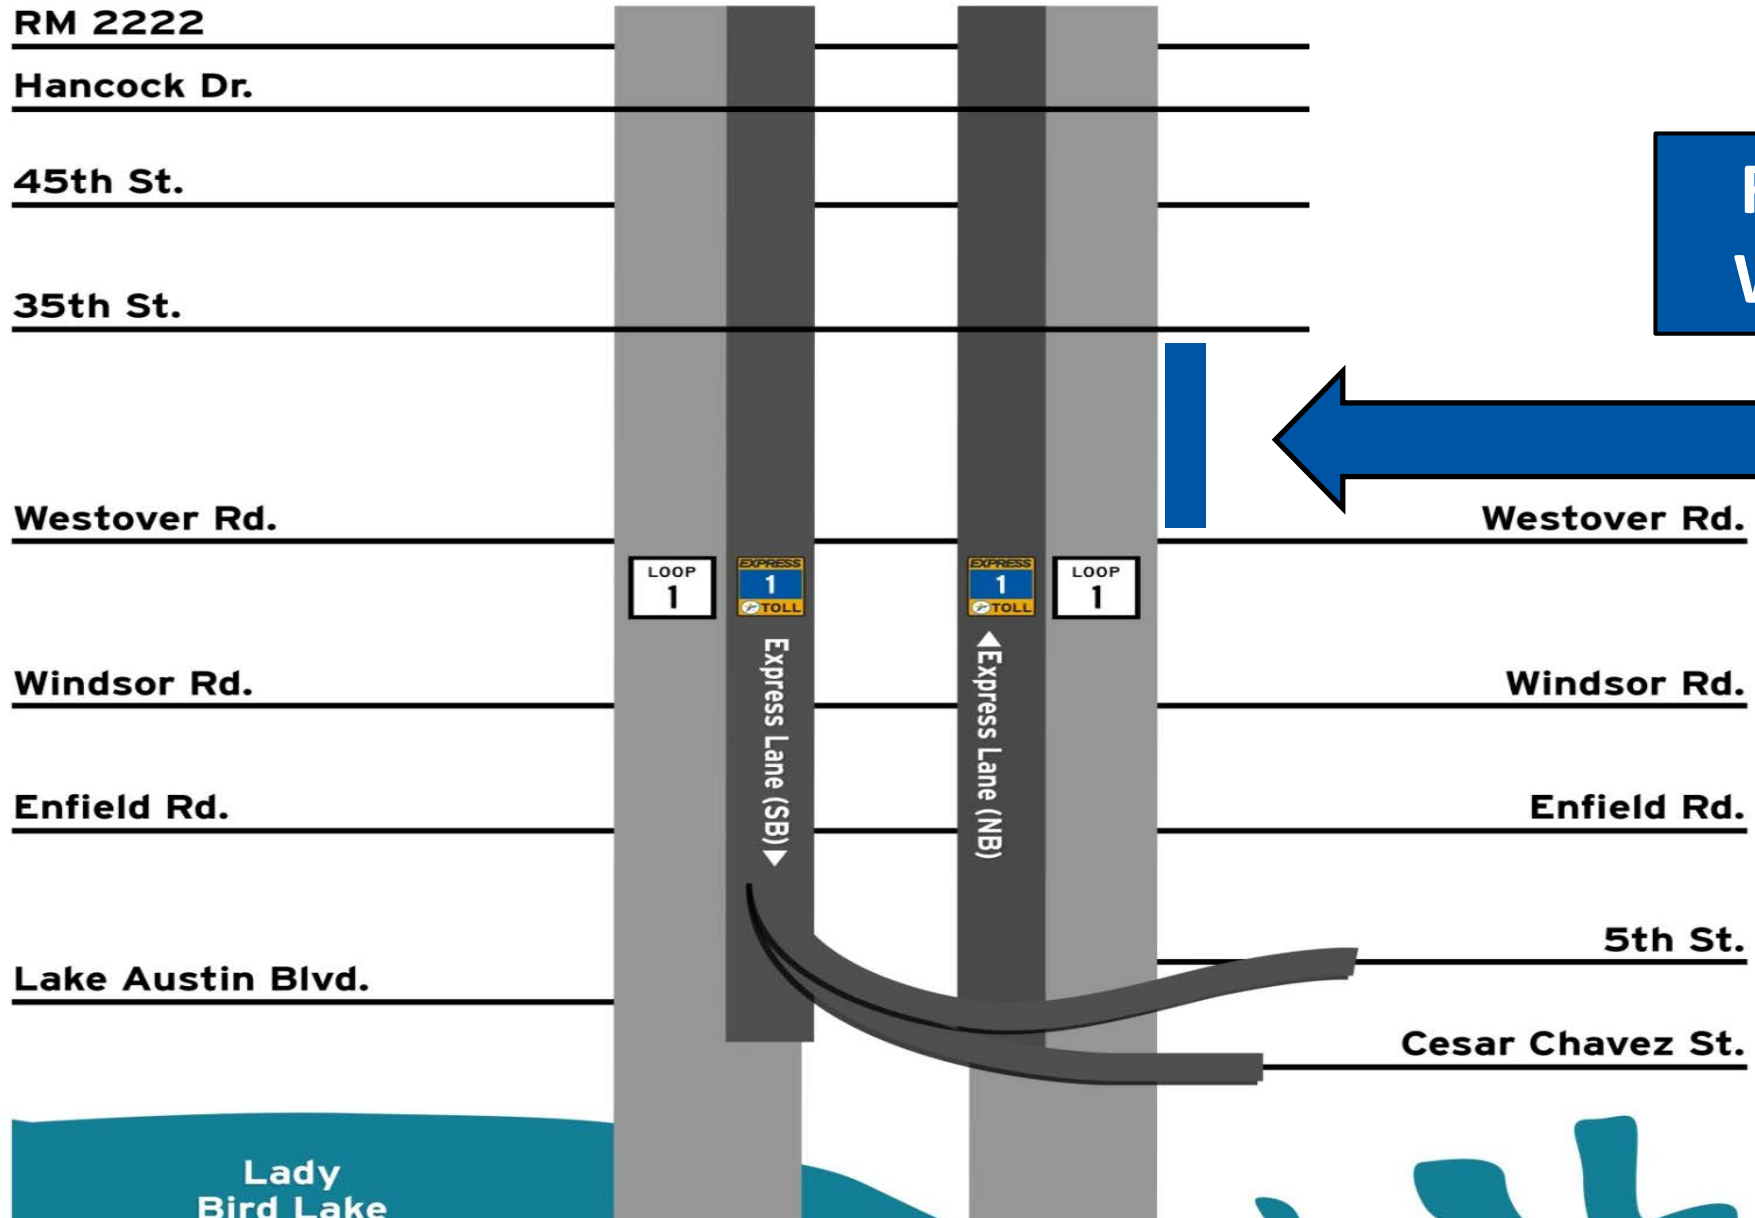 RM 2222
Hancock Dr.
45th St.
35th St.
Westover Rd.
Westover Rd.
LOOP
1
EXPRESS
1
TOLL
EXPRESS
1
TOLL
LOOP
1
Windsor Rd.
Express Lane (SB)
Express Lane (NB)
Windsor Rd.
Enfield Rd.
Enfield Rd.
5th St.
Lake Austin Blvd.
Cesar Chavez St.
Lady
Bird Lake